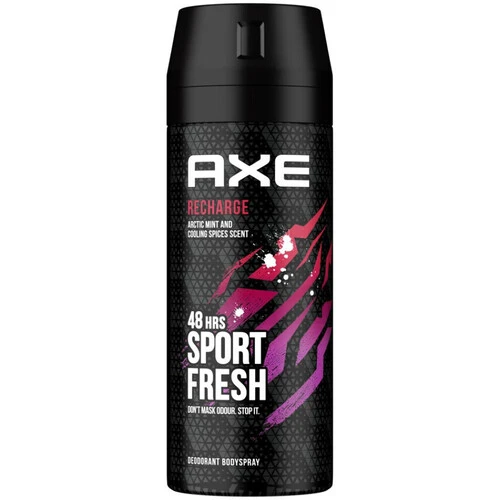 AXE
RECHARGE
ARCTIC MINT AND
COOLING SPICES SCENT
48 HRS
SPORT
FRESH
DON'T MASK ODOUR. STOP IT.
DEODORANT BODYSPRAY